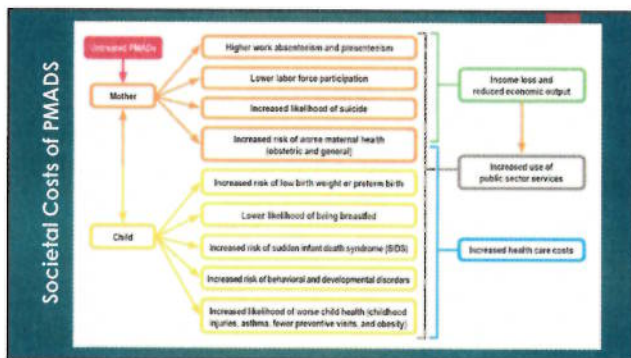 Societal Costs of PMADS
Untreated PMADs
Mother
Child
Higher work absenteeism and presenteeism
Lower labor force participation
Increased likelihood of suicide
Increased risk of worse maternal health
(obstetric and general)
Increased risk of low birth weight or preterm birth
Lower likelihood of being breastfed
Increased risk of sudden infant death syndrome (SIDS)
Increased risk of behavioral and developmental disorders
Increased likelihood of worse child health (childhood
injuries, asthma, fewer preventive visits, and obesity)
Income loss and
reduced economic output
Increased use of
public sector services
Increased health care costs